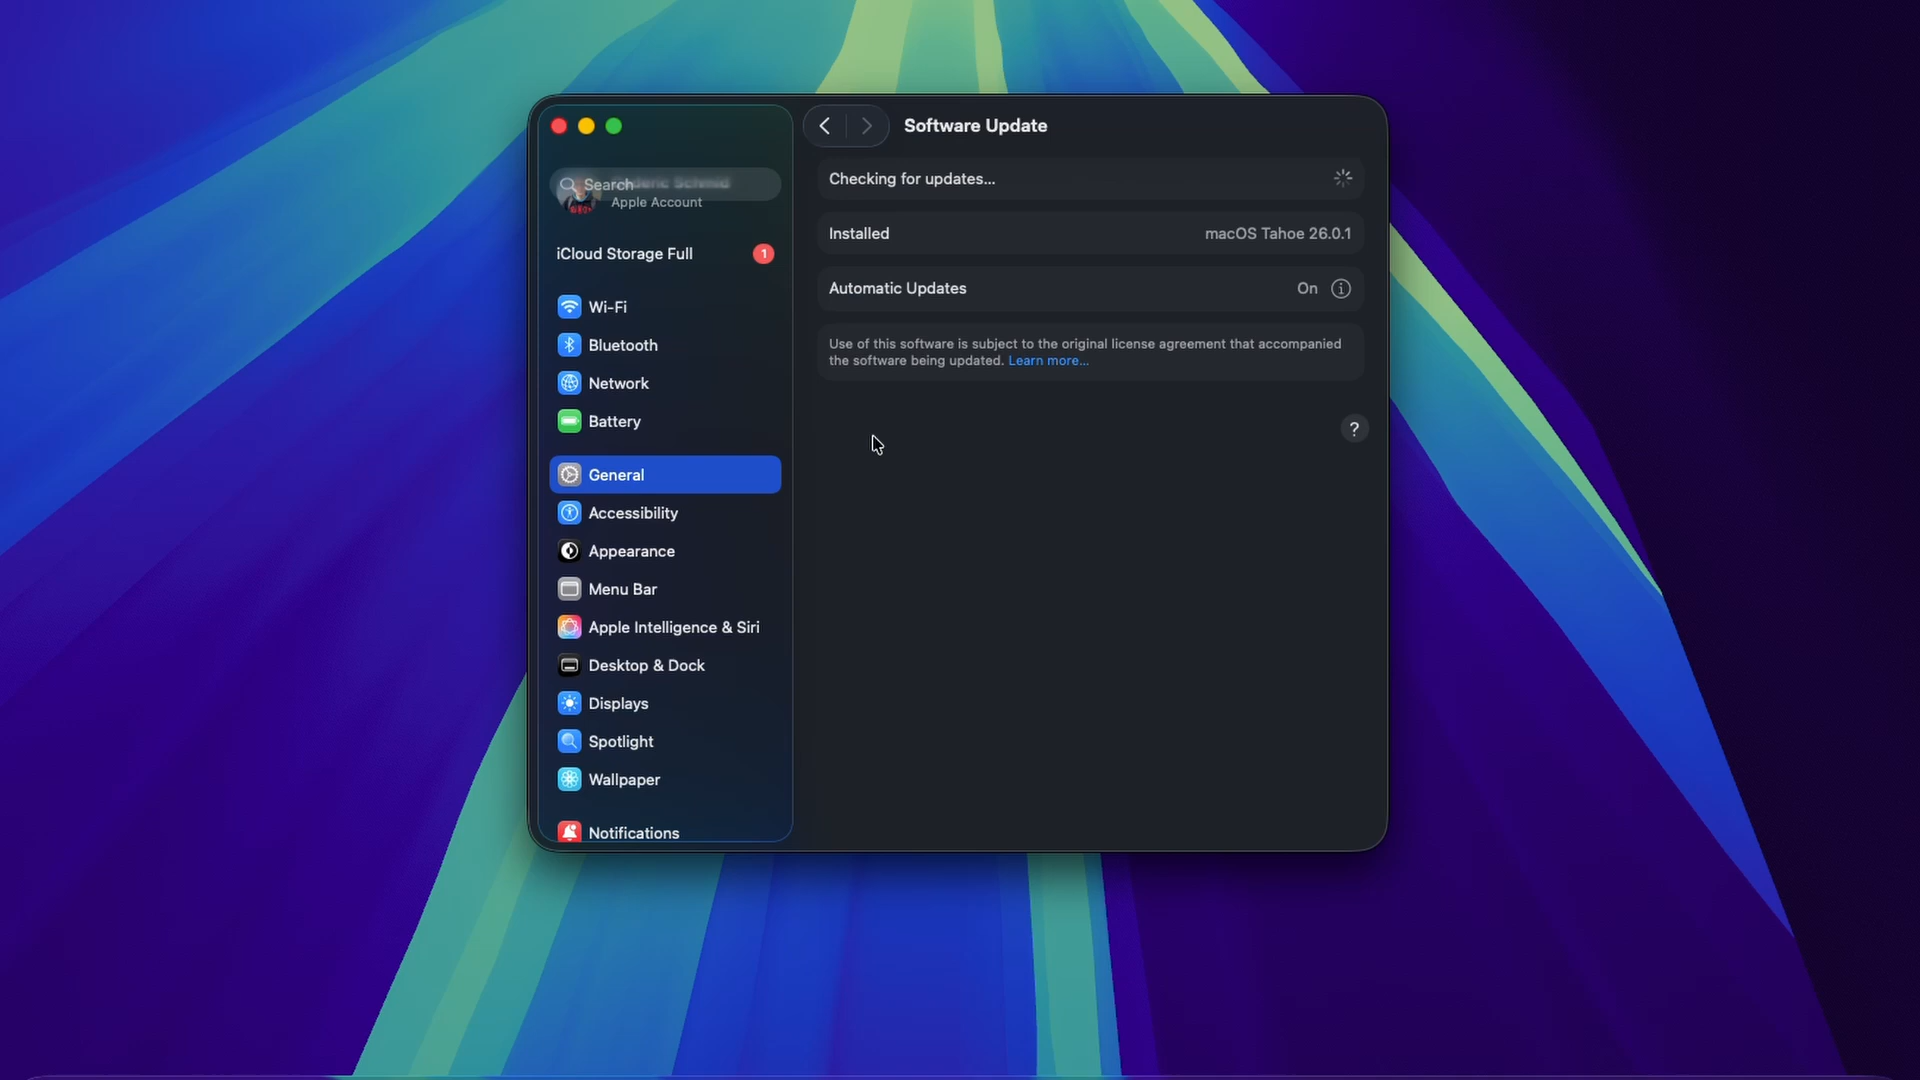 Software Update
Search
Apple Account
iCloud Storage Full
1
Wi-Fi
Bluetooth
Network
Battery
General
Accessibility
Appearance
Menu Bar
Apple Intelligence & Siri
Desktop & Dock
Displays
Spotlight
Wallpaper
Notifications
Checking for updates...
Installed
macOS Tahoe 26.0.1
Automatic Updates
On
Use of this software is subject to the original license agreement that accompanied
the software being updated. Learn more...
?